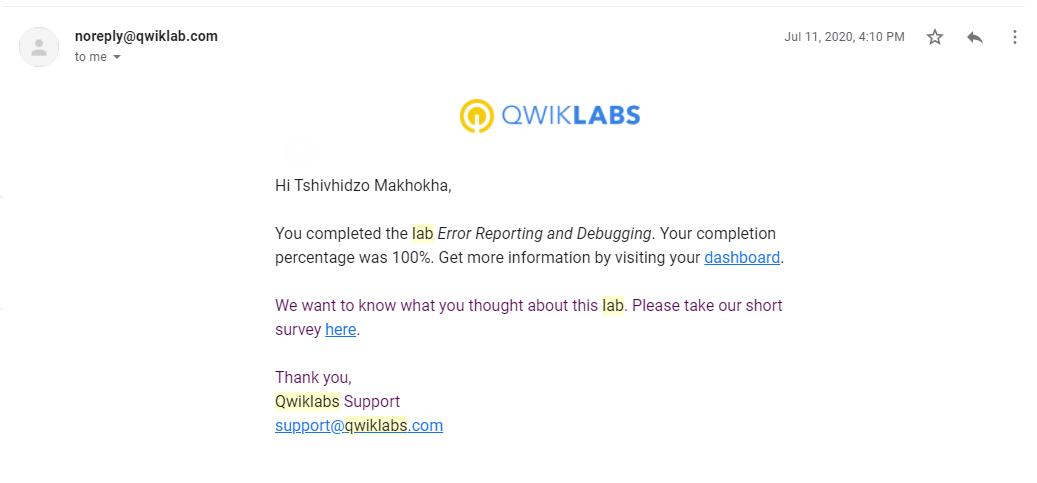 noreply@qwiklab.com
Jul 11, 2020, 4:10 PM
to me
QWIKLABS
Hi Tshivhidzo Makhokha,
You completed the lab Error Reporting and Debugging. Your completion
percentage was 100%. Get more information by visiting your dashboard.
We want to know what you thought about this lab. Please take our short
survey here.
Thank you,
Qwiklabs Support
support@qwiklabs.com